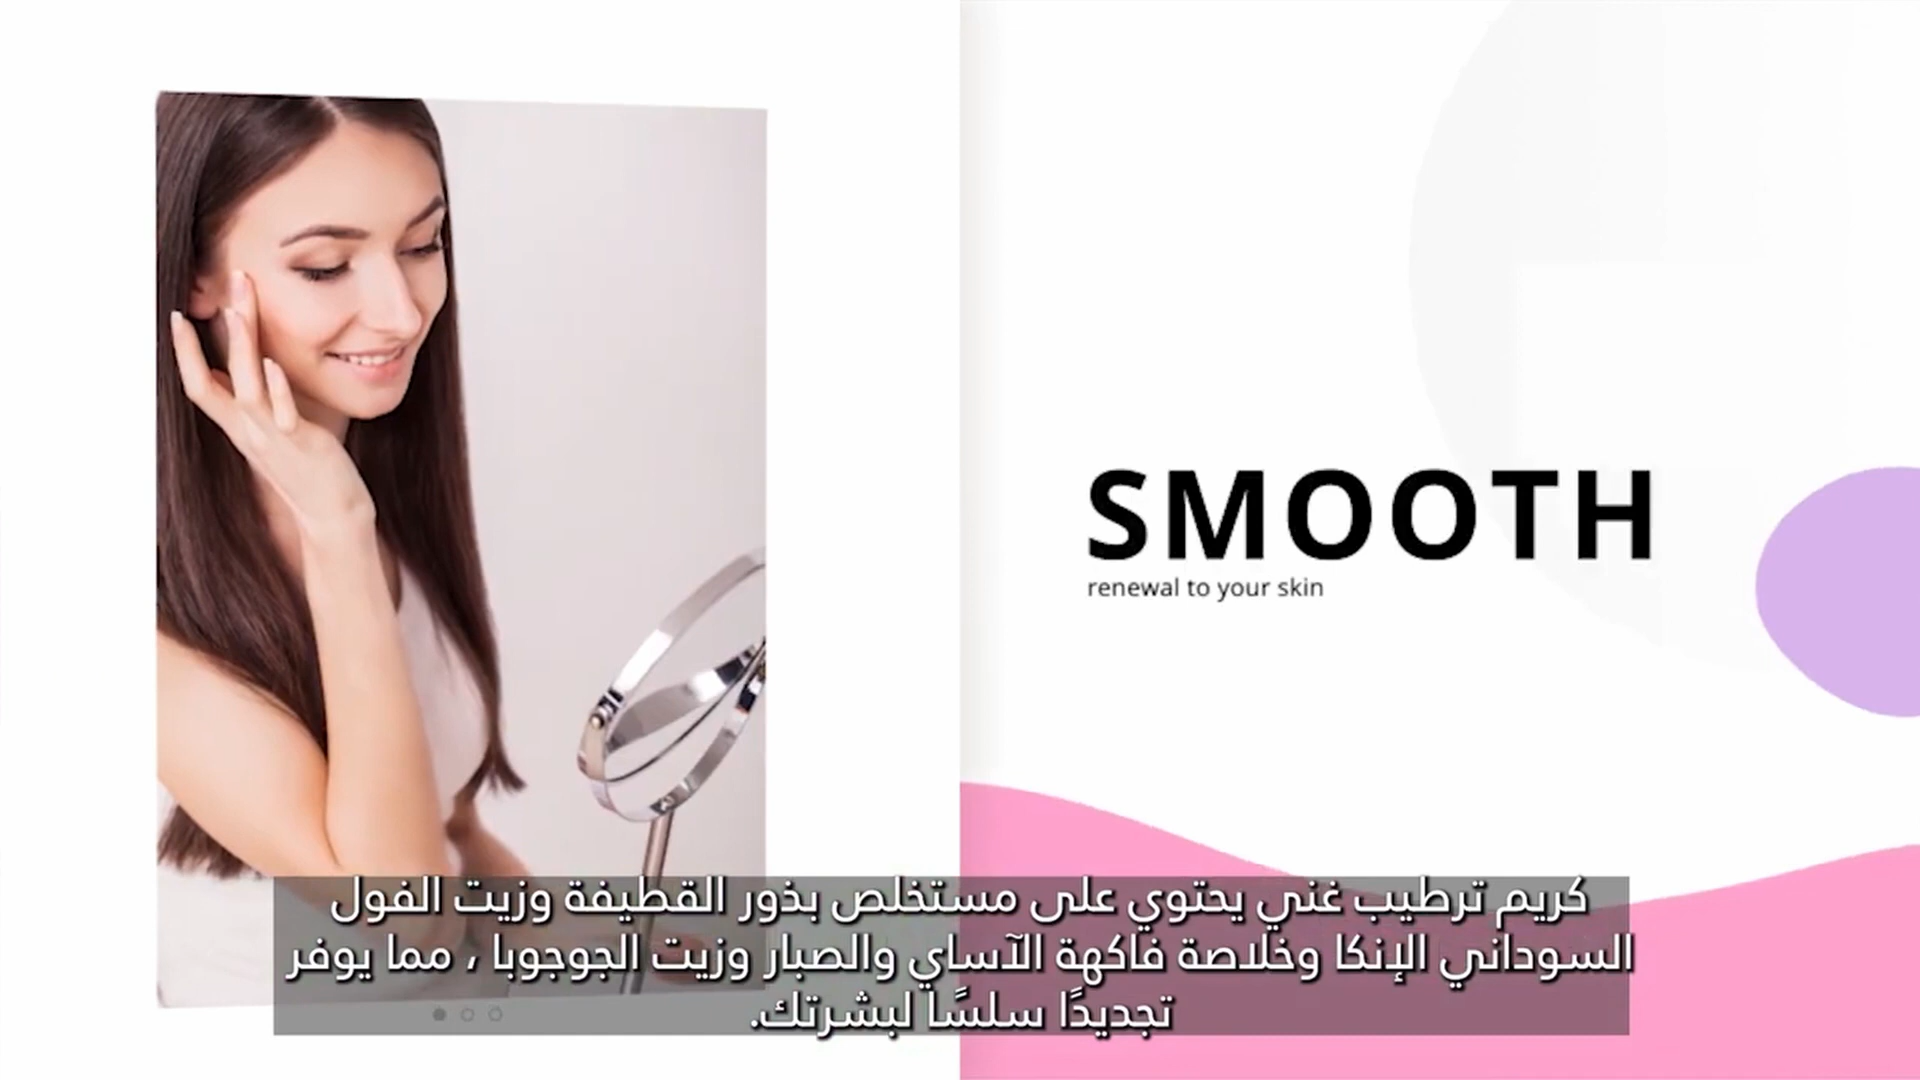 SMOOTH
renewal to your skin
كريم ترطيب غني يحتوي على مستخلص بذور القطيفة وزيت الفول
السوداني الإنكا وخلاصة فاكهة الآساي والصبار وزيت الجوجوبا ، مما يوفر
تجديدًا سلسًا لبشرتك.